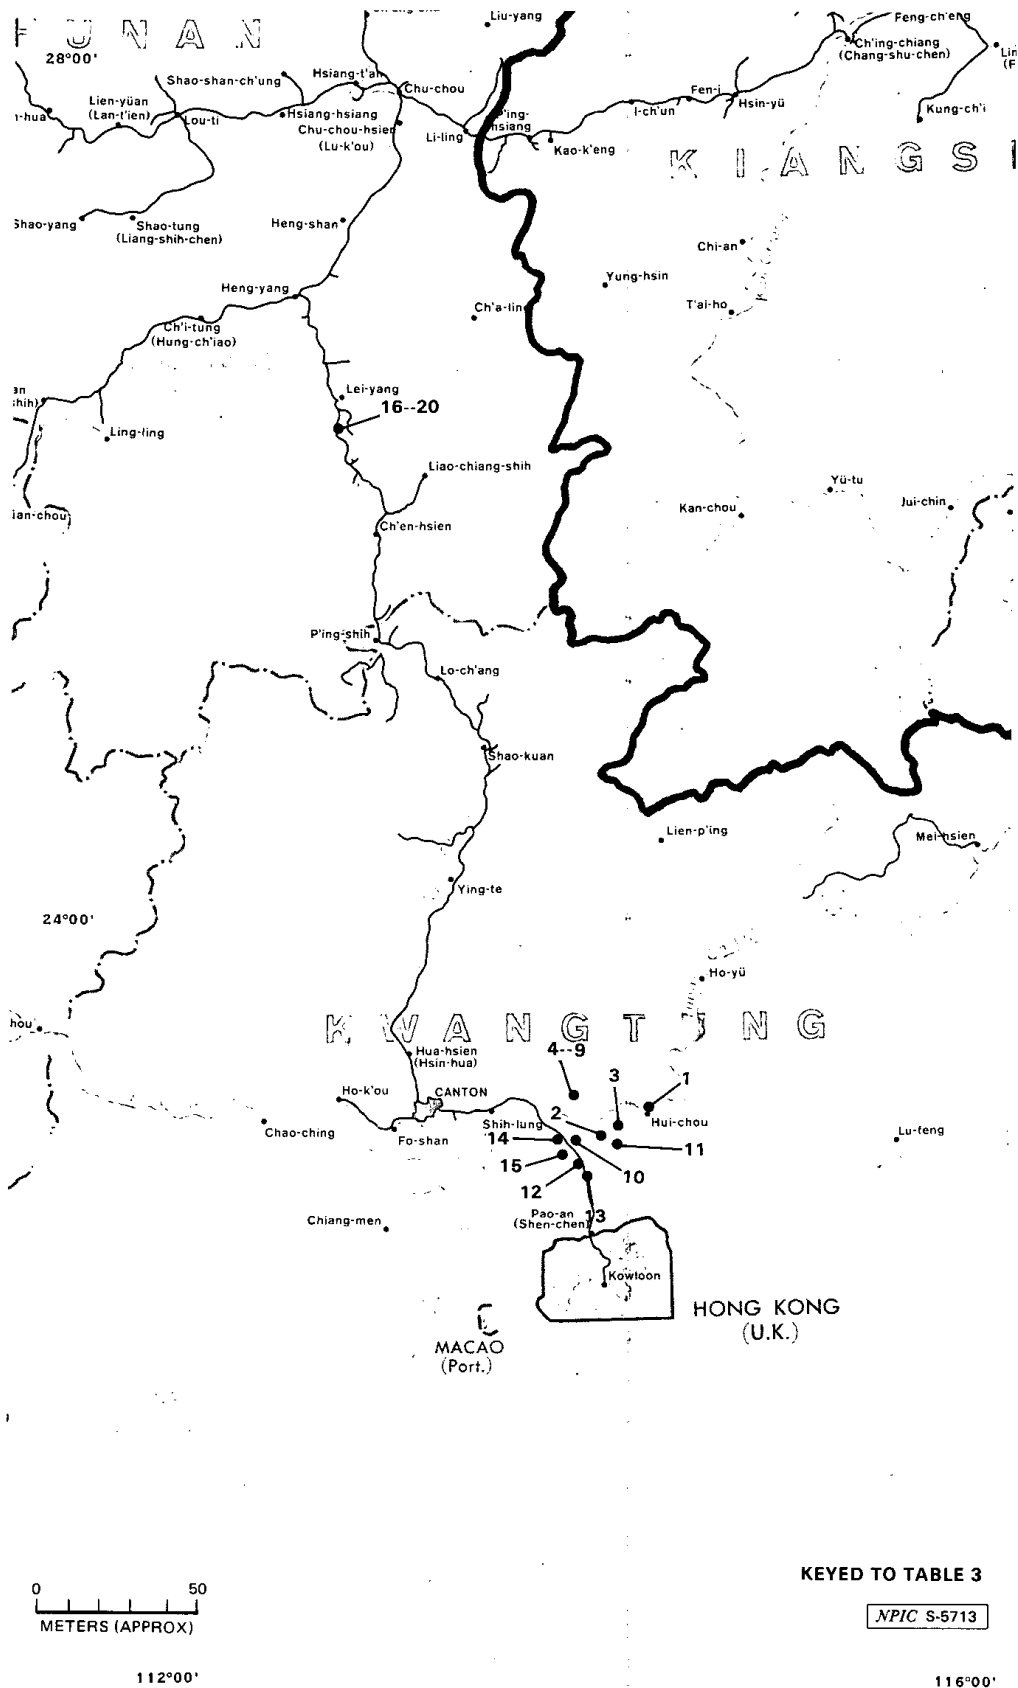 Liu-yang
Feng-ch'eng
HUNAN
28°00'
Ch'ing-chiang
(Chang-shu-chen)
Hsiang-t'an
Shao-shan-ch'ung
Chu-chou
Fen-i
Hsin-yü
Kung-ch'i
Lien-yüan
(Lan-t'ien)
Lou-ti
Hsiang-hsiang
Chu-chou-hsien
(Lu-k'ou)
Li-ling
P'ing-
hsiang
I-ch'un
Kao-k'eng
KIANGSI
Shao-yang
Shao-tung
(Liang-shih-chen)
Heng-shan
Chi-an
Yung-hsin
Heng-yang
T'ai-ho
Ch'a-lin
Ch'i-tung
(Hung-ch'iao)
Lei-yang
16--20
Ling-ling
Liao-chiang-shih
Yü-tu
Jui-chin
Kan-chou
Ch'en-hsien
P'ing-shih
Lo-ch'ang
Shao-kuan
Lien-p'ing
Mei-hsien
Ying-te
24°00'
Ho-yü
KWANGTUNG
Hua-hsien
(Hsin-hua)
4--9
3
1
Ho-k'ou
CANTON
2
Hui-chou
Shih-lung
Chao-ching
Fo-shan
14
11
Lu-feng
15
10
12
Pao-an
(Shen-chen)
13
Chiang-men
Kowloon
HONG KONG
(U.K.)
MACAO
(Port.)
KEYED TO TABLE 3
0 50
METERS (APPROX)
NPIC S-5713
112°00'
116°00'